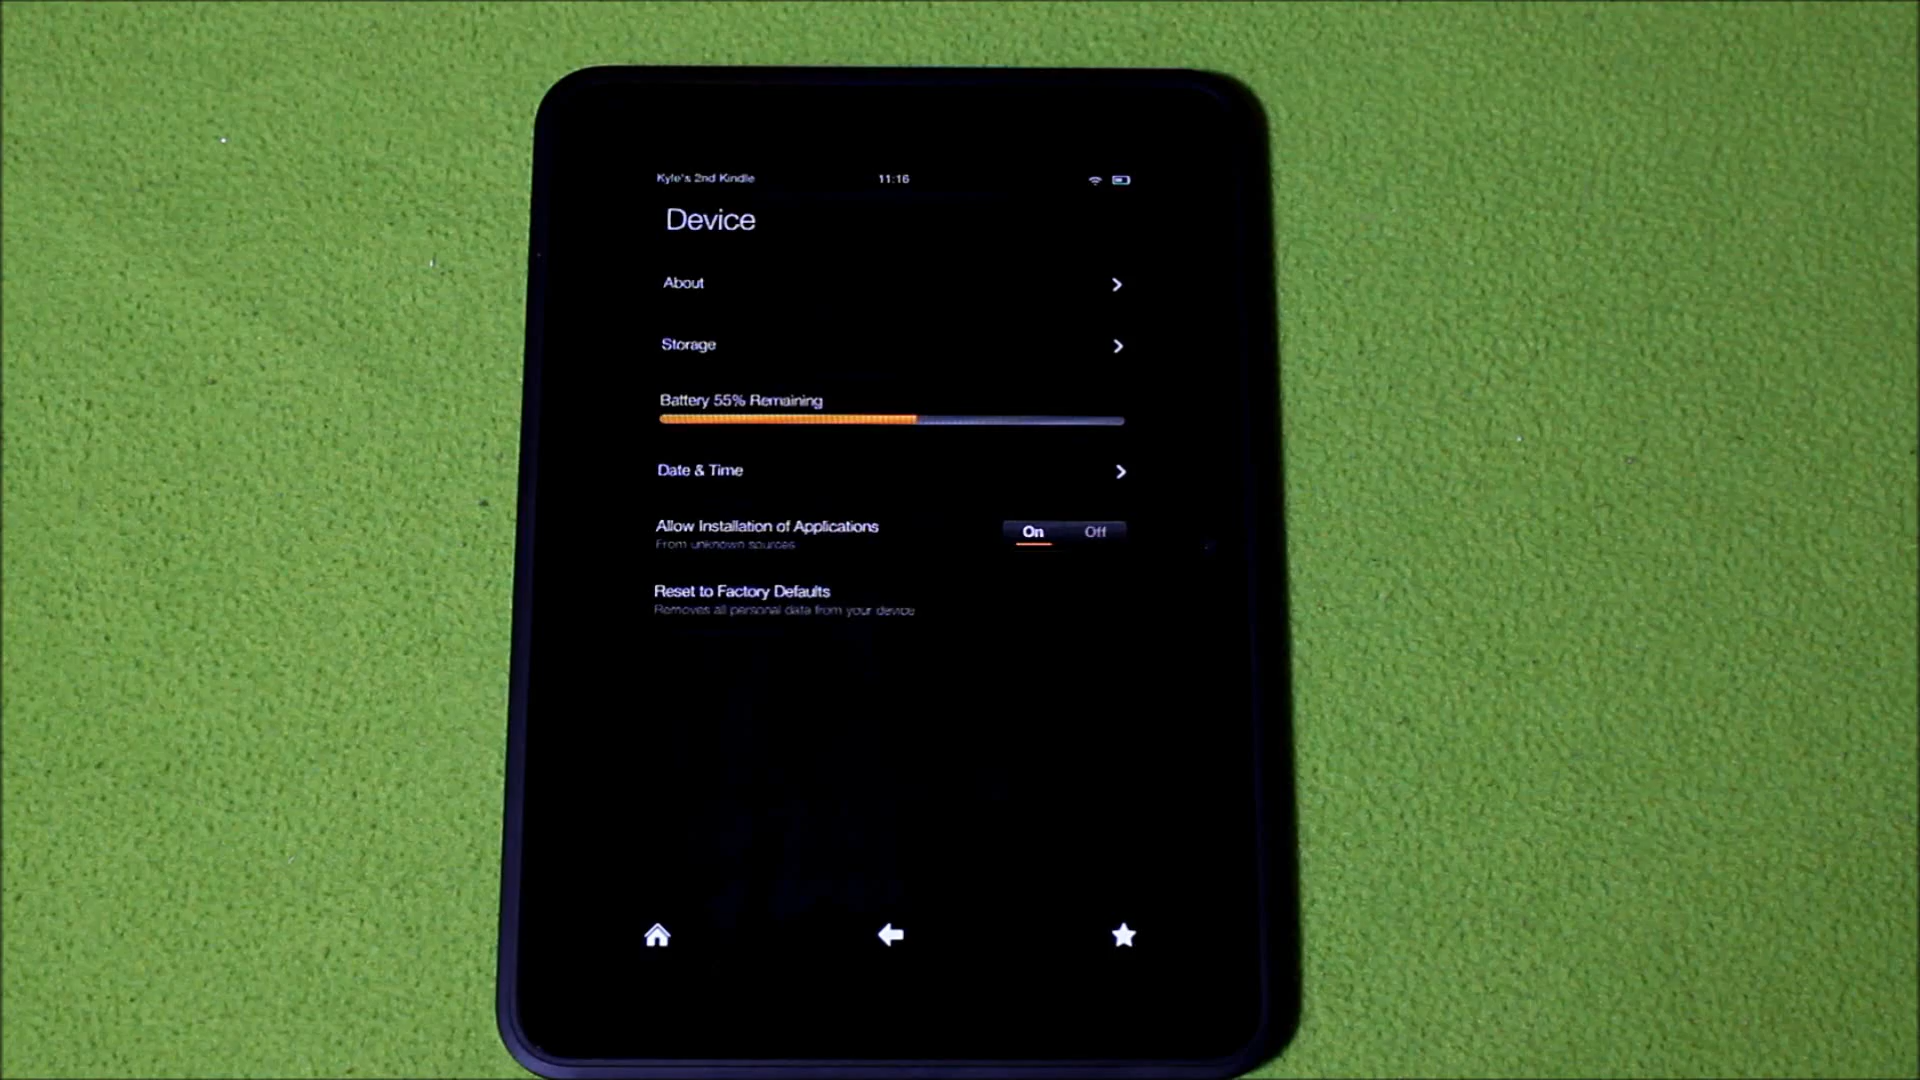 Kyle's 2nd Kindle 11:16
Device
About
Storage
Battery 55% Remaining
Date & Time
Allow Installation of Applications On Off
From unknown sources
Reset to Factory Defaults
Removes all personal data from your device